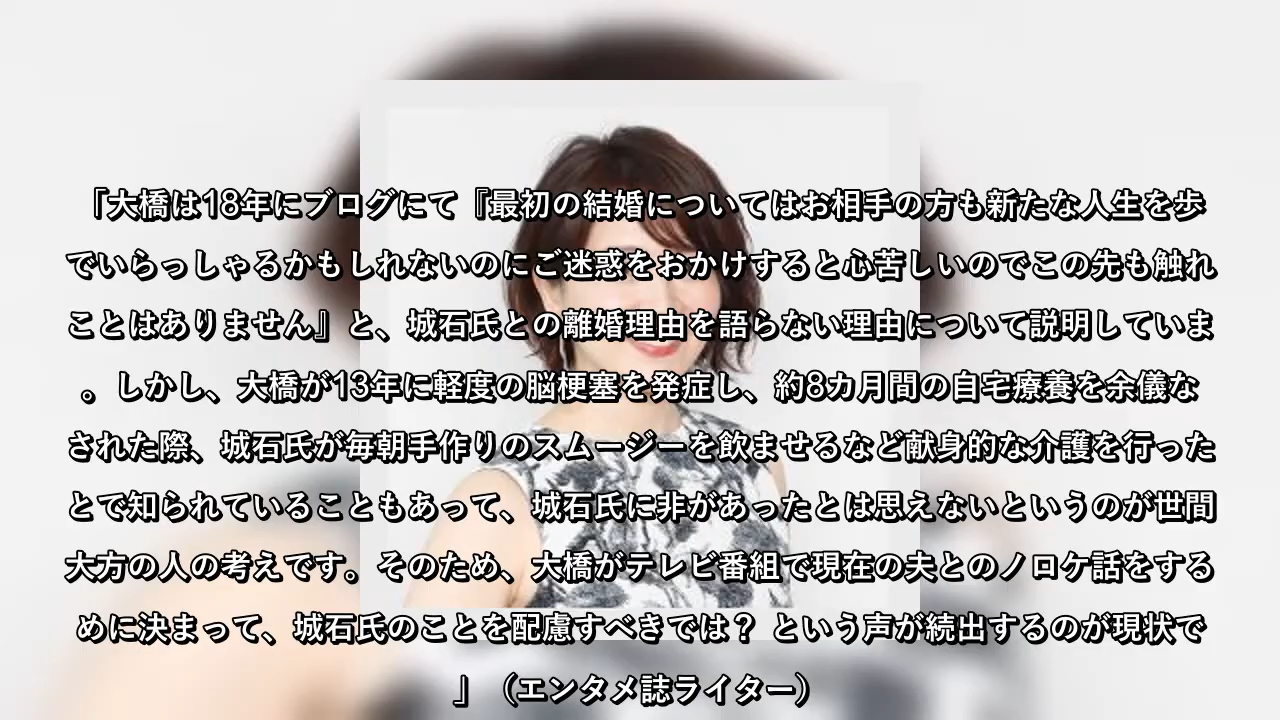 「大橋は18年にブログにて『最初の結婚についてはお相手の方も新たな人生を歩
でいらっしゃるかもしれないのにご迷惑をおかけすると心苦しいのでこの先も触れ
ことはありません』と、城石氏との離婚理由を語らない理由について説明していま
。しかし、大橋が13年に軽度の脳梗塞を発症し、約8カ月間の自宅療養を余儀な
された際、城石氏が毎朝手作りのスムージーを飲ませるなど献身的な介護を行った
とで知られていることもあって、城石氏に非があったとは思えないというのが世間
大方の人の考えです。そのため、大橋がテレビ番組で現在の夫とのノロケ話をする
めに決まって、城石氏のことを配慮すべきでは？ という声が続出するのが現状で
」（エンタメ誌ライター）